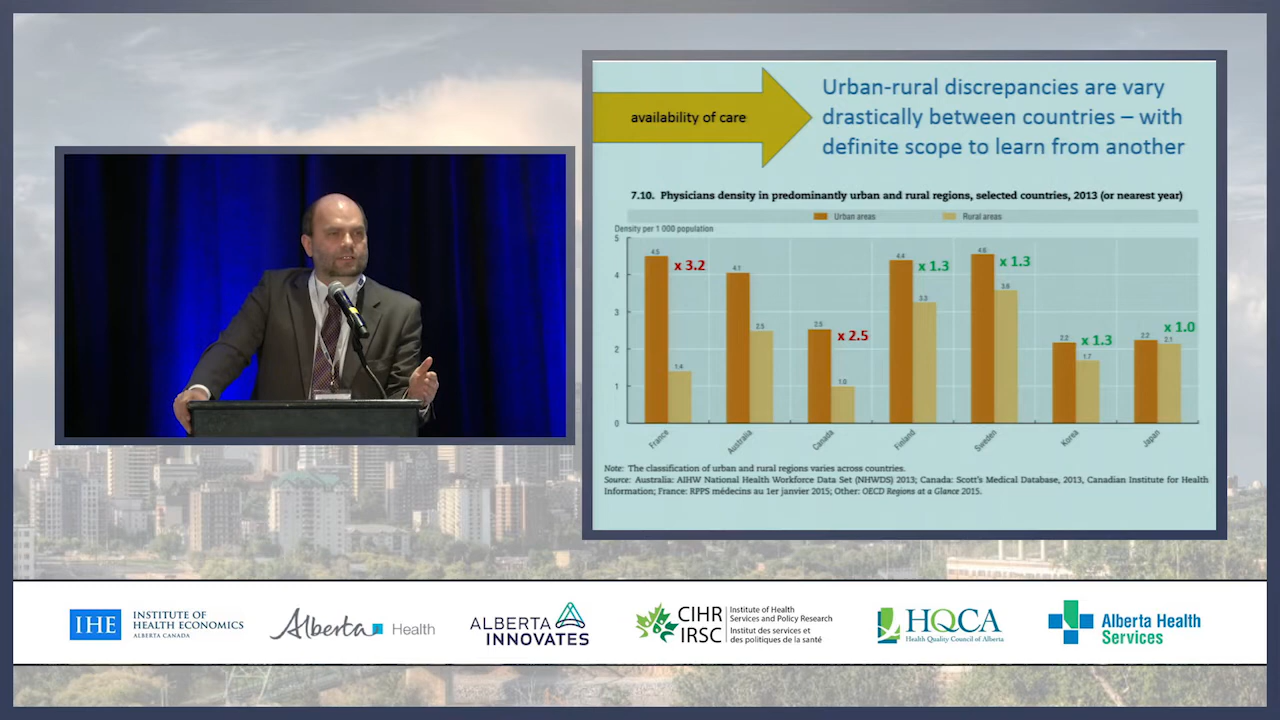 availability of care
Urban-rural discrepancies are vary
drastically between countries – with
definite scope to learn from another
7.10. Physicians density in predominantly urban and rural regions, selected countries, 2013 (or nearest year)
Urban areas Rural areas
Density per 1 000 population
5
4
3
2
1
0
4.5 x 3.2 1.4
4.1 2.5
2.5 x 2.5 1.0
4.4 x 1.3 3.3
4.6 x 1.3 3.6
2.2 x 1.3 1.7
2.2 x 1.0 2.1
France Australia Canada Finland Sweden Korea Japan
Note: The classification of urban and rural regions varies across countries.
Source: Australia: AIHW National Health Workforce Data Set (NHWDS) 2013; Canada: Scott's Medical Database, 2013, Canadian Institute for Health
Information; France: RPPS médecins au 1er janvier 2015; Other: OECD Regions at a Glance 2015.
IHE
INSTITUTE OF
HEALTH ECONOMICS
ALBERTA CANADA
Alberta Health
ALBERTA
INNOVATES
CIHR
IRSC
Institute of Health
Services and Policy Research
Institut des services et
des politiques de la santé
HQCA
Health Quality Council of Alberta
Alberta Health
Services